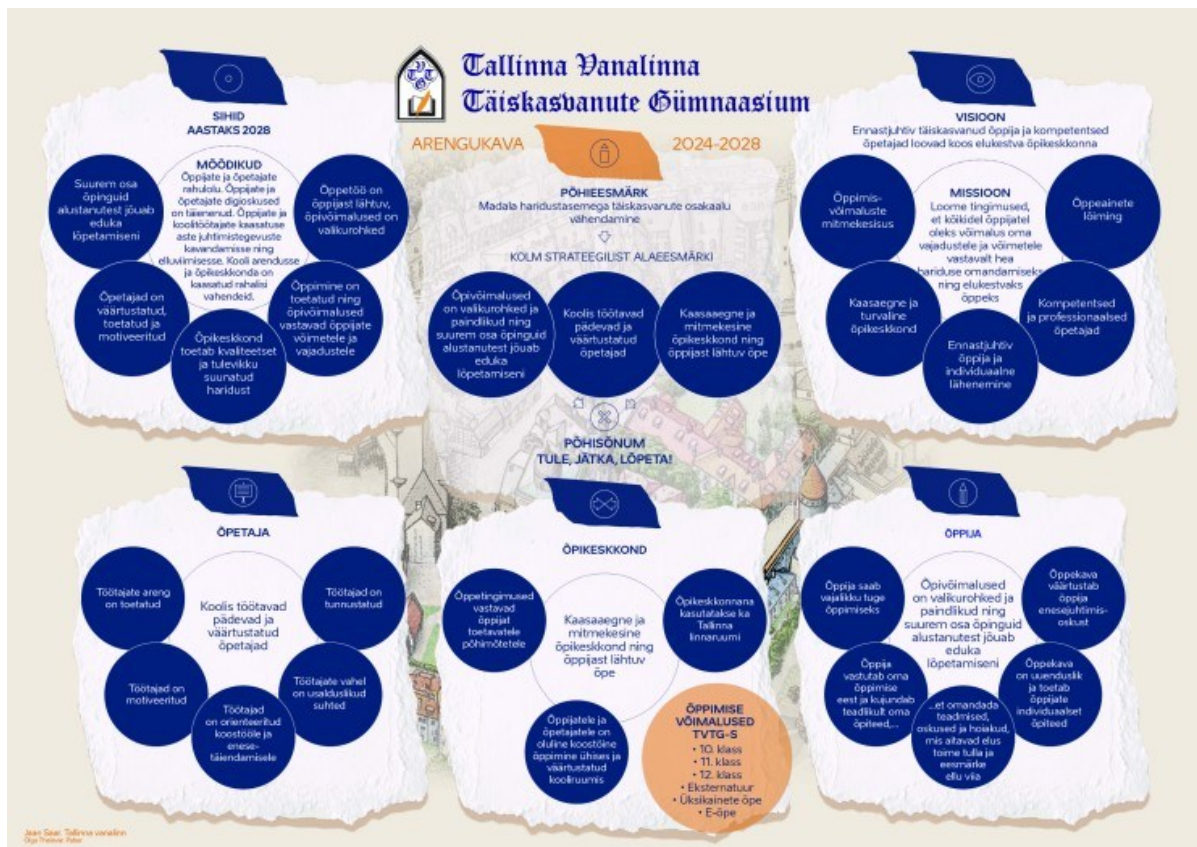 Tallinna Vanalinna
Täiskasvanute Gümnaasium
ARENGUKAVA
2024-2028
SIHID
AASTAKS 2028
MÕÕDIKUD
Õppijate ja õpetajate
rahulolu. Õppijate ja
õpetajate digioskused
on täienenud. Õppijate ja
koolitöötajate kaasatuse
aste juhtimistegevuste
kavandamisse ning
elluviimisesse. Kooli arendusse
ja õpikeskkonda on
kaasatud rahalisi
vahendeid.
Suurem osa
õpinguid
alustanutest jõuab
eduka
lõpetamiseni
Õpetajad on
väärtustatud,
toetatud ja
motiveeritud
Õpikeskkond
toetab kvaliteetset
ja tulevikku
suunatud
haridust
Õppimine on
toetatud ning
õpivõimalused
vastavad õppijate
võimetele ja
vajadustele
Õppetöö on
õppijast lähtuv,
õpivõimalused on
valikurohked
PÕHIEESMÄRK
Madala haridustasemega täiskasvanute osakaalu
vähendamine
KOLM STRATEEGILIST ALAEESMÄRKI
Õpivõimalused
on valikurohked ja
paindlikud ning
suurem osa õpinguid
alustanutest jõuab
eduka
lõpetamiseni
Koolis töötavad
pädevad ja
väärtustatud
õpetajad
Kaasaaegne ja
mitmekesine
õpikeskkond ning
õppijast lähtuv õpe
PÕHISÕNUM
TULE, JÄTKA, LÕPETA!
VISIOON
Ennastjuhtiv täiskasvanud õppija ja kompetentsed
õpetajad loovad koos elukestva õpikeskkonna
MISSIOON
Loome tingimused,
et kõikidel õppijatel
oleks võimalus oma
vajadustele ja võimetele
vastavalt hea
hariduse omandamiseks
ning elukestvaks
õppeks
Õppimis-
võimaluste
mitmekesisus
Kaasaegne ja
turvaline
õpikeskkond
Ennastjuhtiv
õppija ja
individuaalne
lähenemine
Kompetentsed
ja professionaalsed
õpetajad
Õppeainete
lõiming
ÕPETAJA
Koolis töötavad
pädevad ja
väärtustatud
õpetajad
Töötajate areng
on toetatud
Töötajad on
motiveeritud
Töötajad
on orienteeritud
koostööle ja
enese-
täiendamisele
Töötajate vahel
on usalduslikud
suhted
Töötajad on
tunnustatud
ÕPIKESKKOND
Kaasaaegne ja
mitmekesine
õpikeskkond ning
õppijast lähtuv
õpe
Õppetingimused
vastavad
õppijat
toetavatele
põhimõtetele
Õpikeskkonnana
kasutatakse ka
Tallinna
linnaruumi
Õppijatele ja
õpetajatele on
oluline koostöine
õppimine ühises ja
väärtustatud
kooliruumis
ÕPPIMISE
VÕIMALUSED
TVTG-S
• 10. klass
• 11. klass
• 12. klass
• Eksternatuur
• Üksikainete õpe
• E-õpe
ÕPPIJA
Õpivõimalused
on valikurohked ja
paindlikud ning
suurem osa õpinguid
alustanutest jõuab
eduka
lõpetamiseni
Õppija saab
vajalikku tuge
õppimiseks
Õppija
vastutab oma
õppimise
eest ja kujundab
teadlikult oma
õpiteed,...
...et omandada
teadmised,
oskused ja hoiakud,
mis aitavad elus
toime tulla ja
eesmärke
ellu viia
Õppekava
on uuenduslik
ja toetab
õppijate
individuaalset
õpiteed
Õppekava
väärtustab
õppija
enesejuhtimis-
oskust
Jaan Saar. Tallinna vanalinn